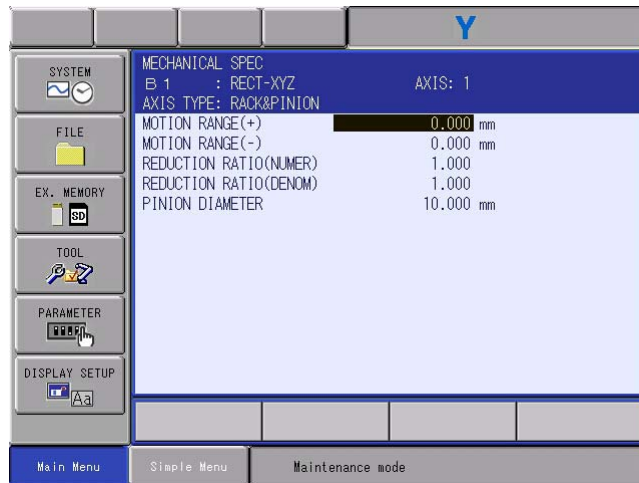 Y
SYSTEM
FILE
EX. MEMORY
SD
TOOL
PARAMETER
DISPLAY SETUP
Aa
MECHANICAL SPEC
B 1 : RECT-XYZ AXIS: 1
AXIS TYPE: RACK&PINION
MOTION RANGE(+) 0.000 mm
MOTION RANGE(-) 0.000 mm
REDUCTION RATIO(NUMER) 1.000
REDUCTION RATIO(DENOM) 1.000
PINION DIAMETER 10.000 mm
Main Menu
Simple Menu
Maintenance mode